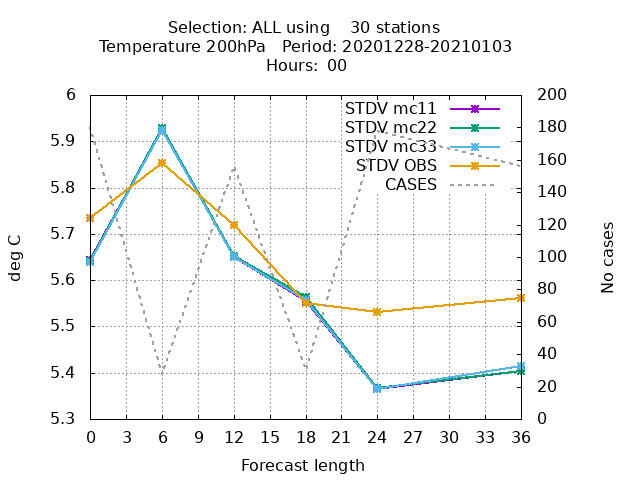 Selection: ALL using    30 stations
Temperature 200hPa   Period: 20201228-20210103
Hours:  00
6
5.9
5.8
5.7
5.6
5.5
5.4
5.3
deg C
STDV mc11
STDV mc22
STDV mc33
STDV OBS
CASES
200
180
160
140
120
100
80
60
40
20
0
No cases
0 3 6 9 12 15 18 21 24 27 30 33 36
Forecast length